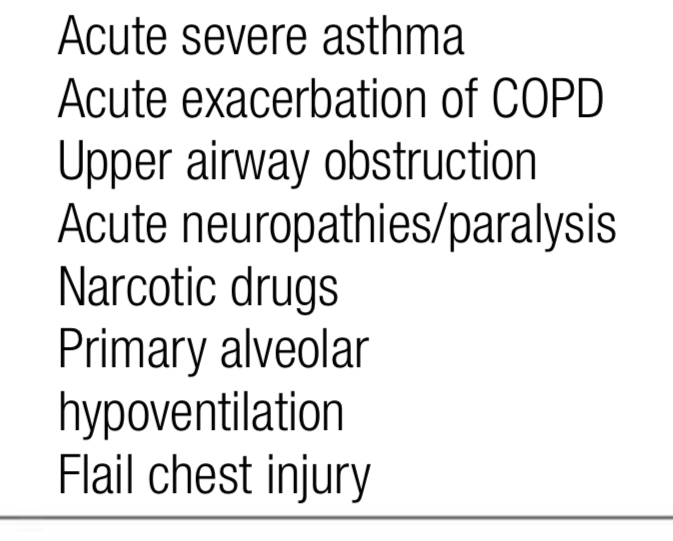 Acute severe asthma
Acute exacerbation of COPD
Upper airway obstruction
Acute neuropathies/paralysis
Narcotic drugs
Primary alveolar
hypoventilation
Flail chest injury